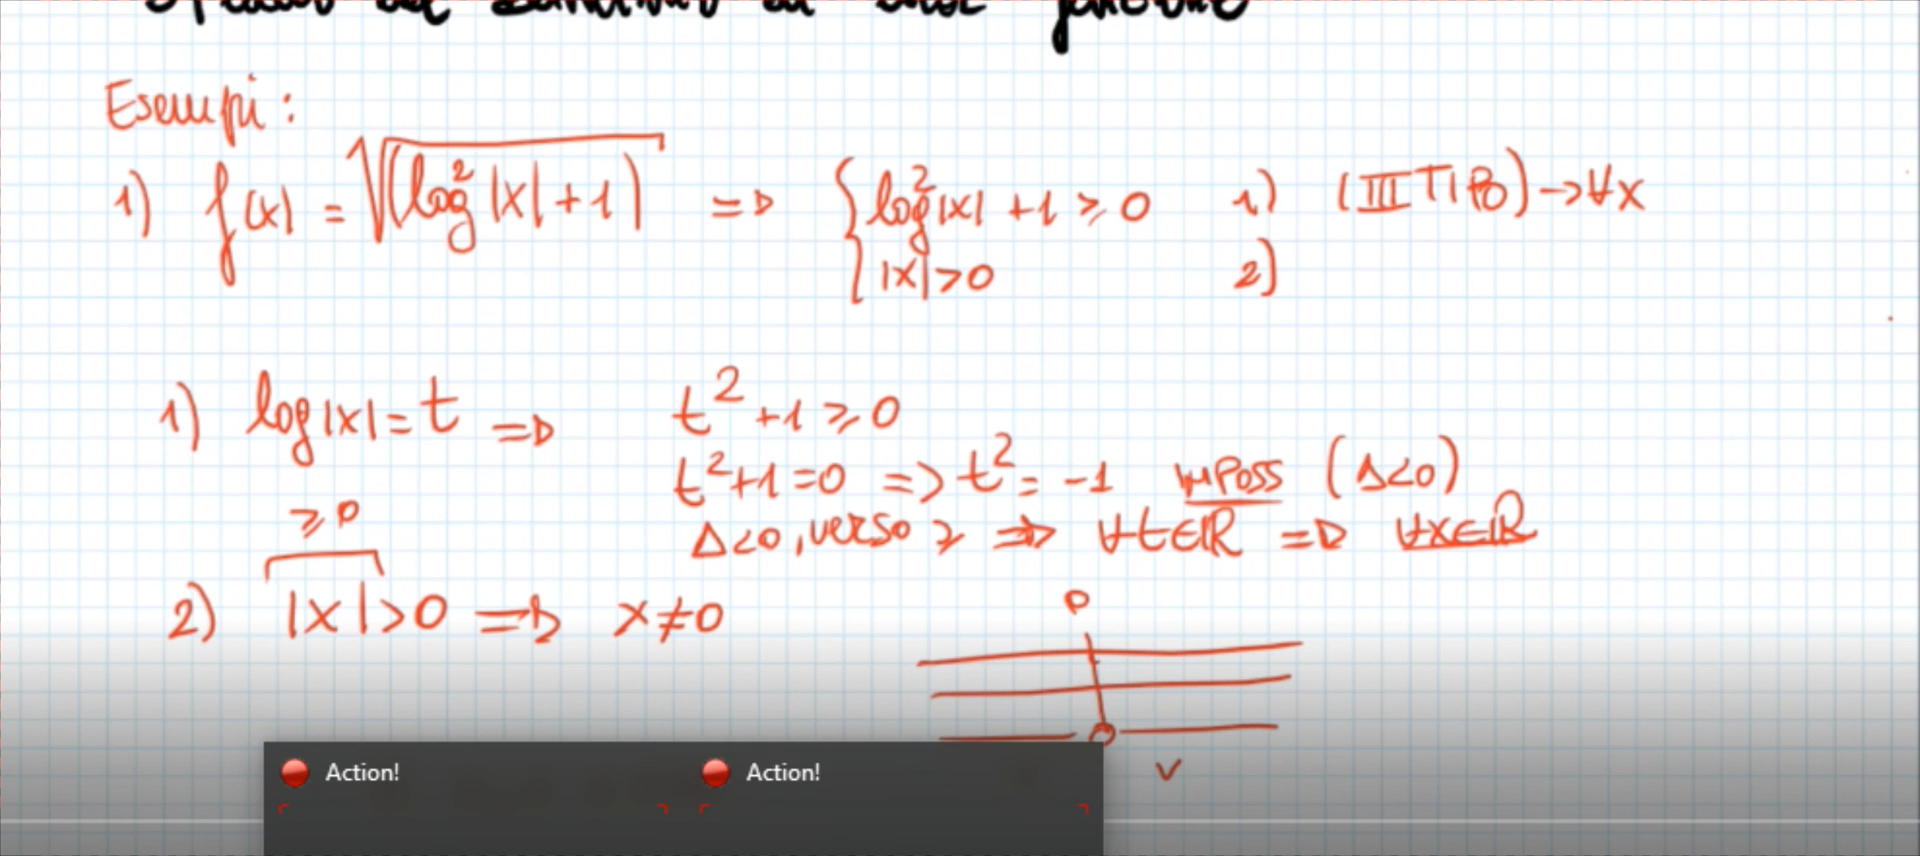 Esempi:
1) f(x) = √(log²|x|+1) => { log²|x| +1 ≥ 0 1) (III TIPO) → ∀x
|x|>0 2)
1) log|x| = t => t² +1 ≥ 0
t²+1=0 => t² = -1 IMPOSS (Δ<0)
Δ<0, verso ≥ => ∀t∈ℝ => ∀x∈ℝ
≥0
2) |x|>0 => x≠0
0
V
Action! Action!